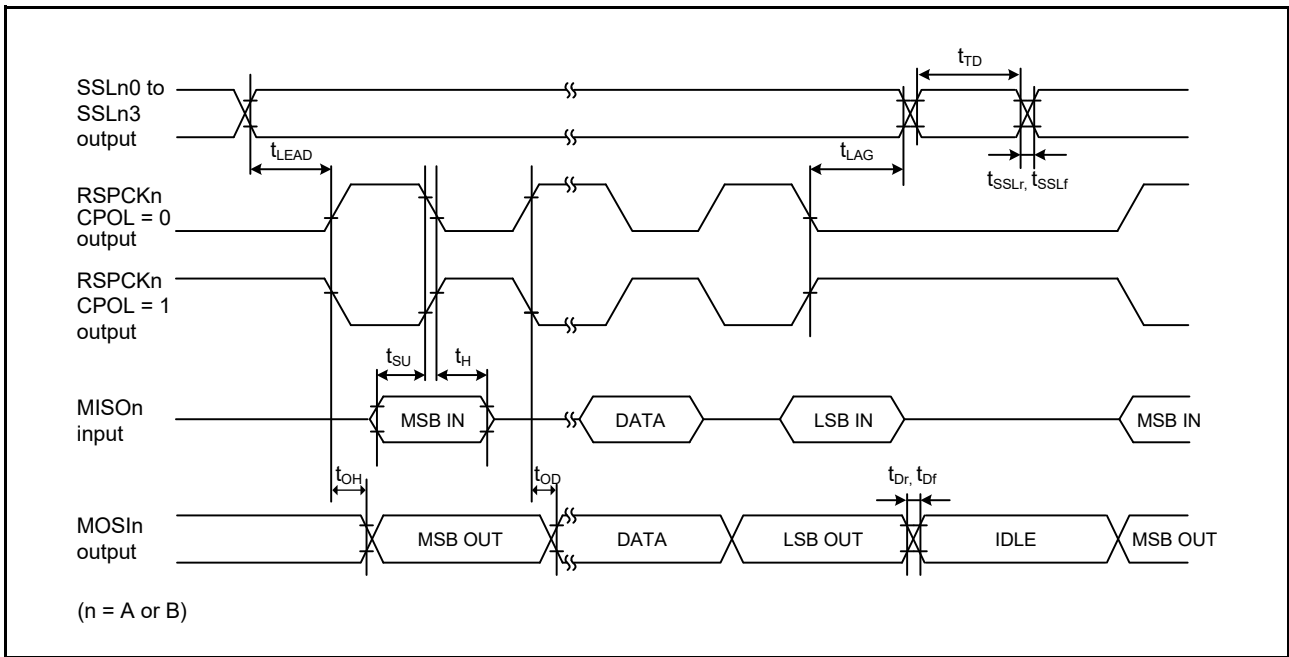 SSLn0 to
SSLn3
output
tTD
tLEAD
tLAG
tSSLr, tSSLf
RSPCKn
CPOL = 0
output
RSPCKn
CPOL = 1
output
tSU
tH
MISOn
input
MSB IN
DATA
LSB IN
MSB IN
tOH
tOD
tDr, tDf
MOSIn
output
MSB OUT
DATA
LSB OUT
IDLE
MSB OUT
(n = A or B)